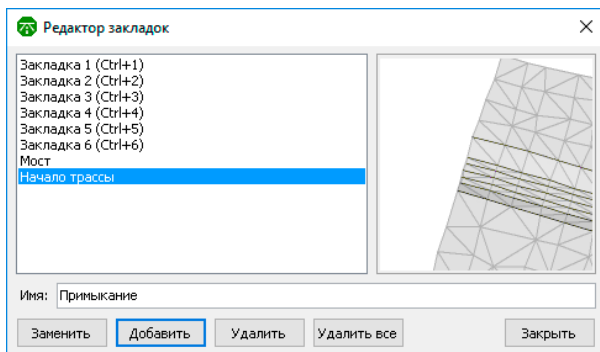 Редактор закладок
Закладка 1 (Ctrl+1)
Закладка 2 (Ctrl+2)
Закладка 3 (Ctrl+3)
Закладка 4 (Ctrl+4)
Закладка 5 (Ctrl+5)
Закладка 6 (Ctrl+6)
Мост
Начало трассы
Имя: Примыкание
Заменить Добавить Удалить Удалить все Закрыть